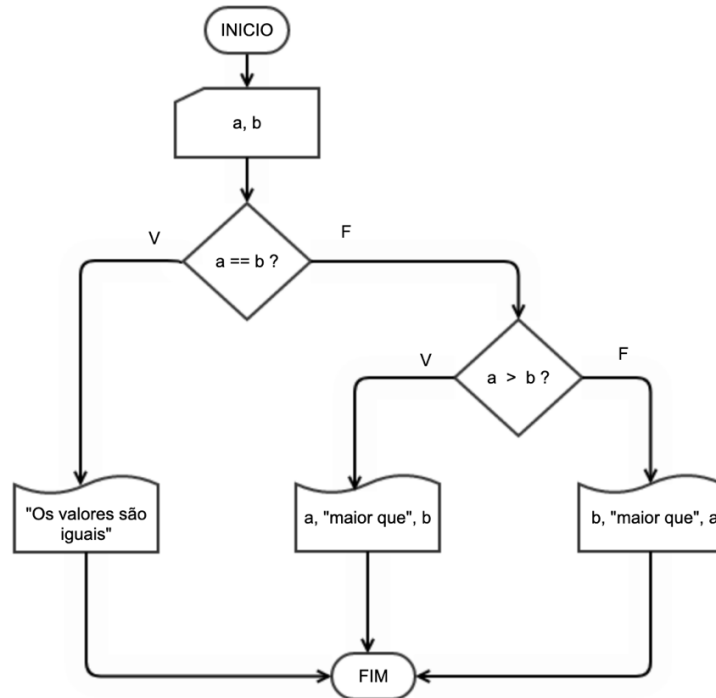 INICIO
a, b
V
F
a == b ?
V
F
a > b ?
"Os valores são
iguais"
a, "maior que", b
b, "maior que", a
FIM